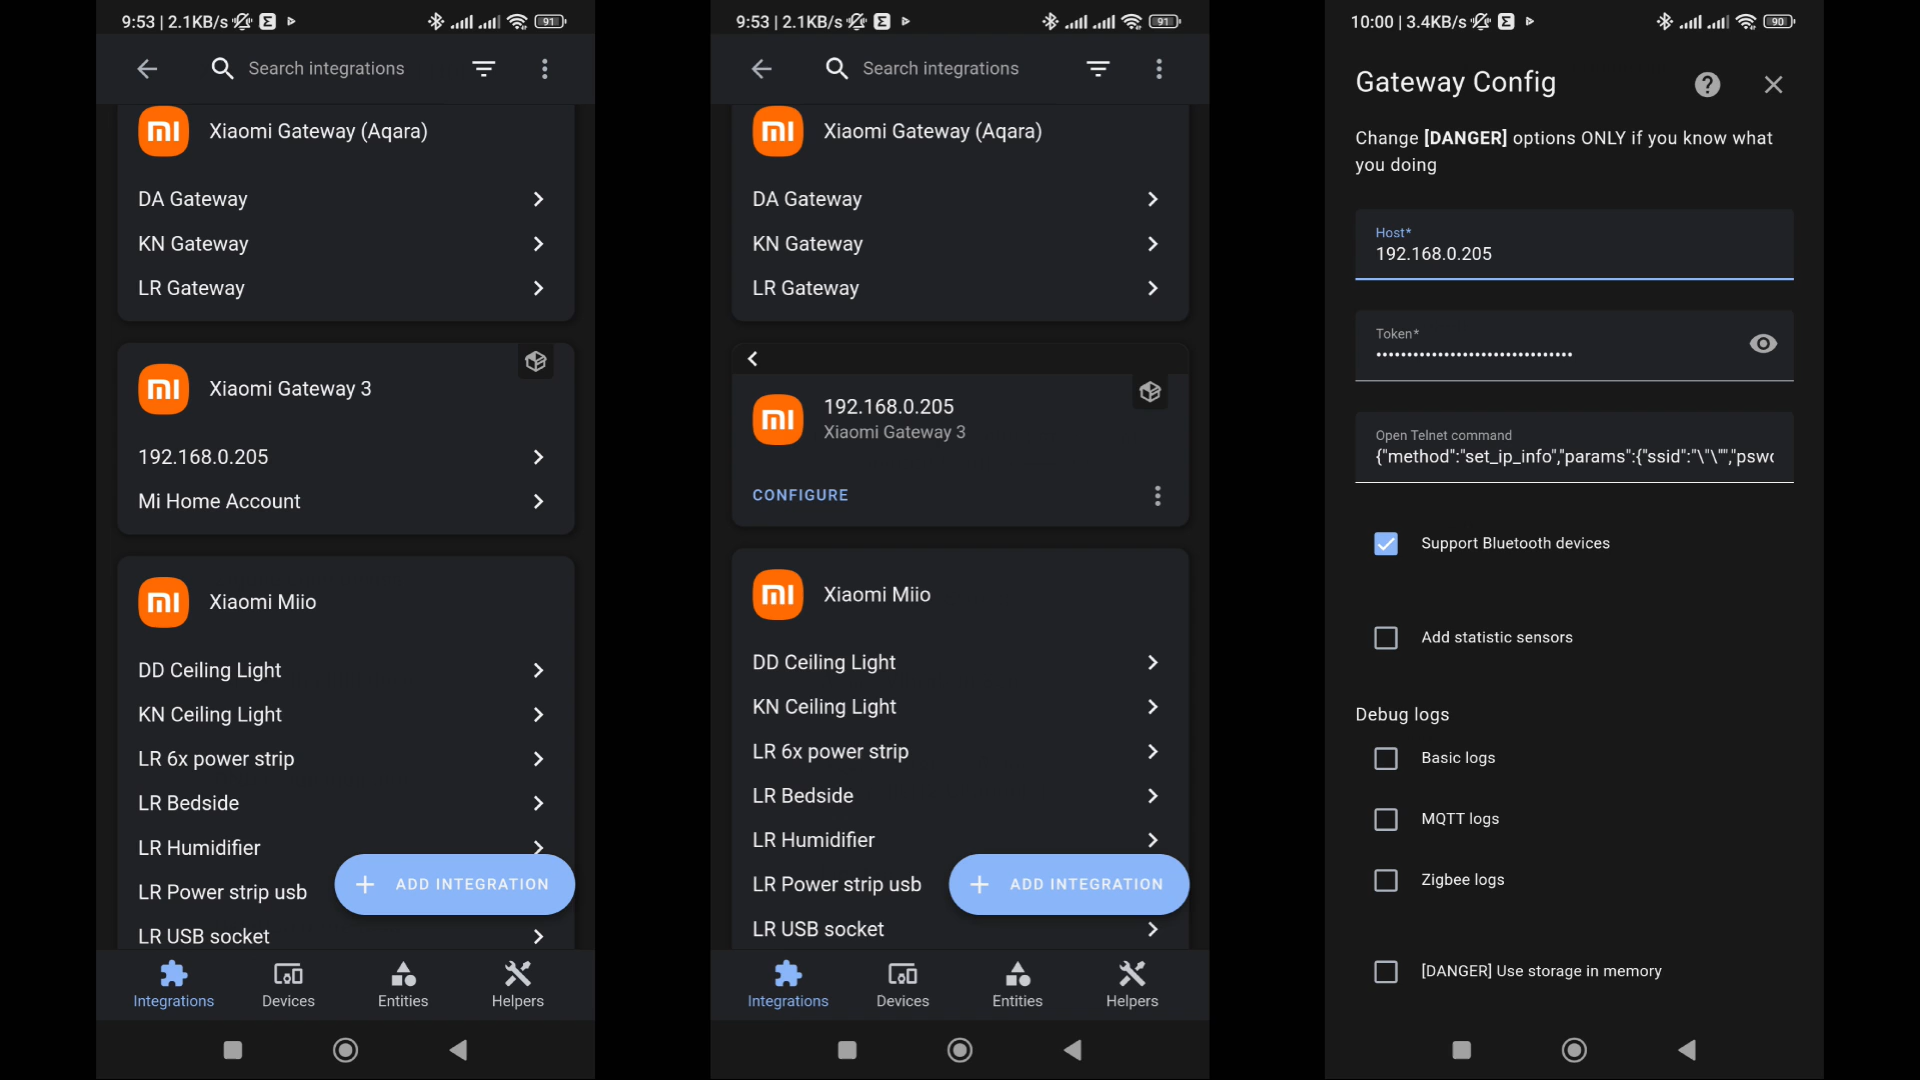 9:53 | 2.1KB/s
91
Search integrations
Xiaomi Gateway (Aqara)
DA Gateway
KN Gateway
LR Gateway
Xiaomi Gateway 3
192.168.0.205
Mi Home Account
Xiaomi Miio
DD Ceiling Light
KN Ceiling Light
LR 6x power strip
LR Bedside
LR Humidifier
LR Power strip usb
ADD INTEGRATION
LR USB socket
Integrations
Devices
Entities
Helpers
9:53 | 2.1KB/s
91
Search integrations
Xiaomi Gateway (Aqara)
DA Gateway
KN Gateway
LR Gateway
192.168.0.205
Xiaomi Gateway 3
CONFIGURE
Xiaomi Miio
DD Ceiling Light
KN Ceiling Light
LR 6x power strip
LR Bedside
LR Humidifier
LR Power strip usb
ADD INTEGRATION
LR USB socket
Integrations
Devices
Entities
Helpers
10:00 | 3.4KB/s
90
Gateway Config
Change [DANGER] options ONLY if you know what
you doing
Host*
192.168.0.205
Token*
••••••••••••••••••••••••••••••••
Open Telnet command
{"method":"set_ip_info","params":{"ssid":"\"\"","pswc
Support Bluetooth devices
Add statistic sensors
Debug logs
Basic logs
MQTT logs
Zigbee logs
[DANGER] Use storage in memory